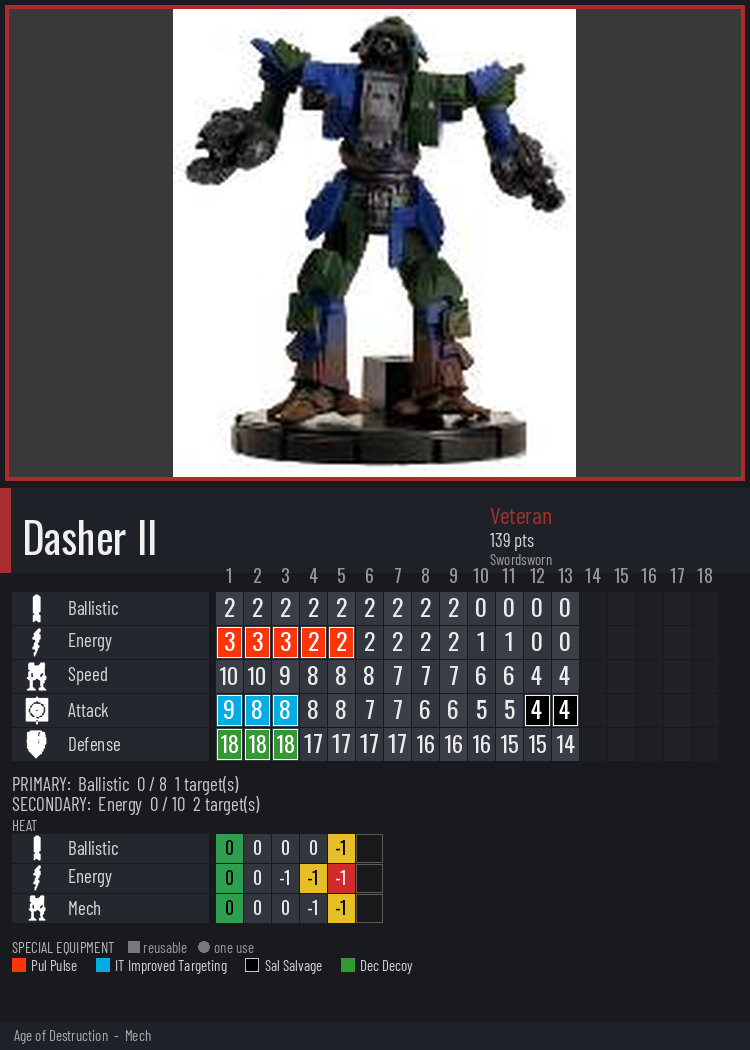 Dasher II
Veteran
139 pts
Swordsworn
1 2 3 4 5 6 7 8 9 10 11 12 13 14 15 16 17 18
Ballistic 2 2 2 2 2 2 2 2 2 0 0 0 0
Energy 3 3 3 2 2 2 2 2 2 1 1 0 0
Speed 10 10 9 8 8 8 7 7 7 6 6 4 4
Attack 9 8 8 8 8 7 7 6 6 5 5 4 4
Defense 18 18 18 17 17 17 17 16 16 16 15 15 14
PRIMARY: Ballistic 0 / 8 1 target(s)
SECONDARY: Energy 0 / 10 2 target(s)
HEAT
Ballistic 0 0 0 0 -1
Energy 0 0 -1 -1 -1
Mech 0 0 0 -1 -1
SPECIAL EQUIPMENT reusable one use
Pul Pulse IT Improved Targeting Sal Salvage Dec Decoy
Age of Destruction - Mech